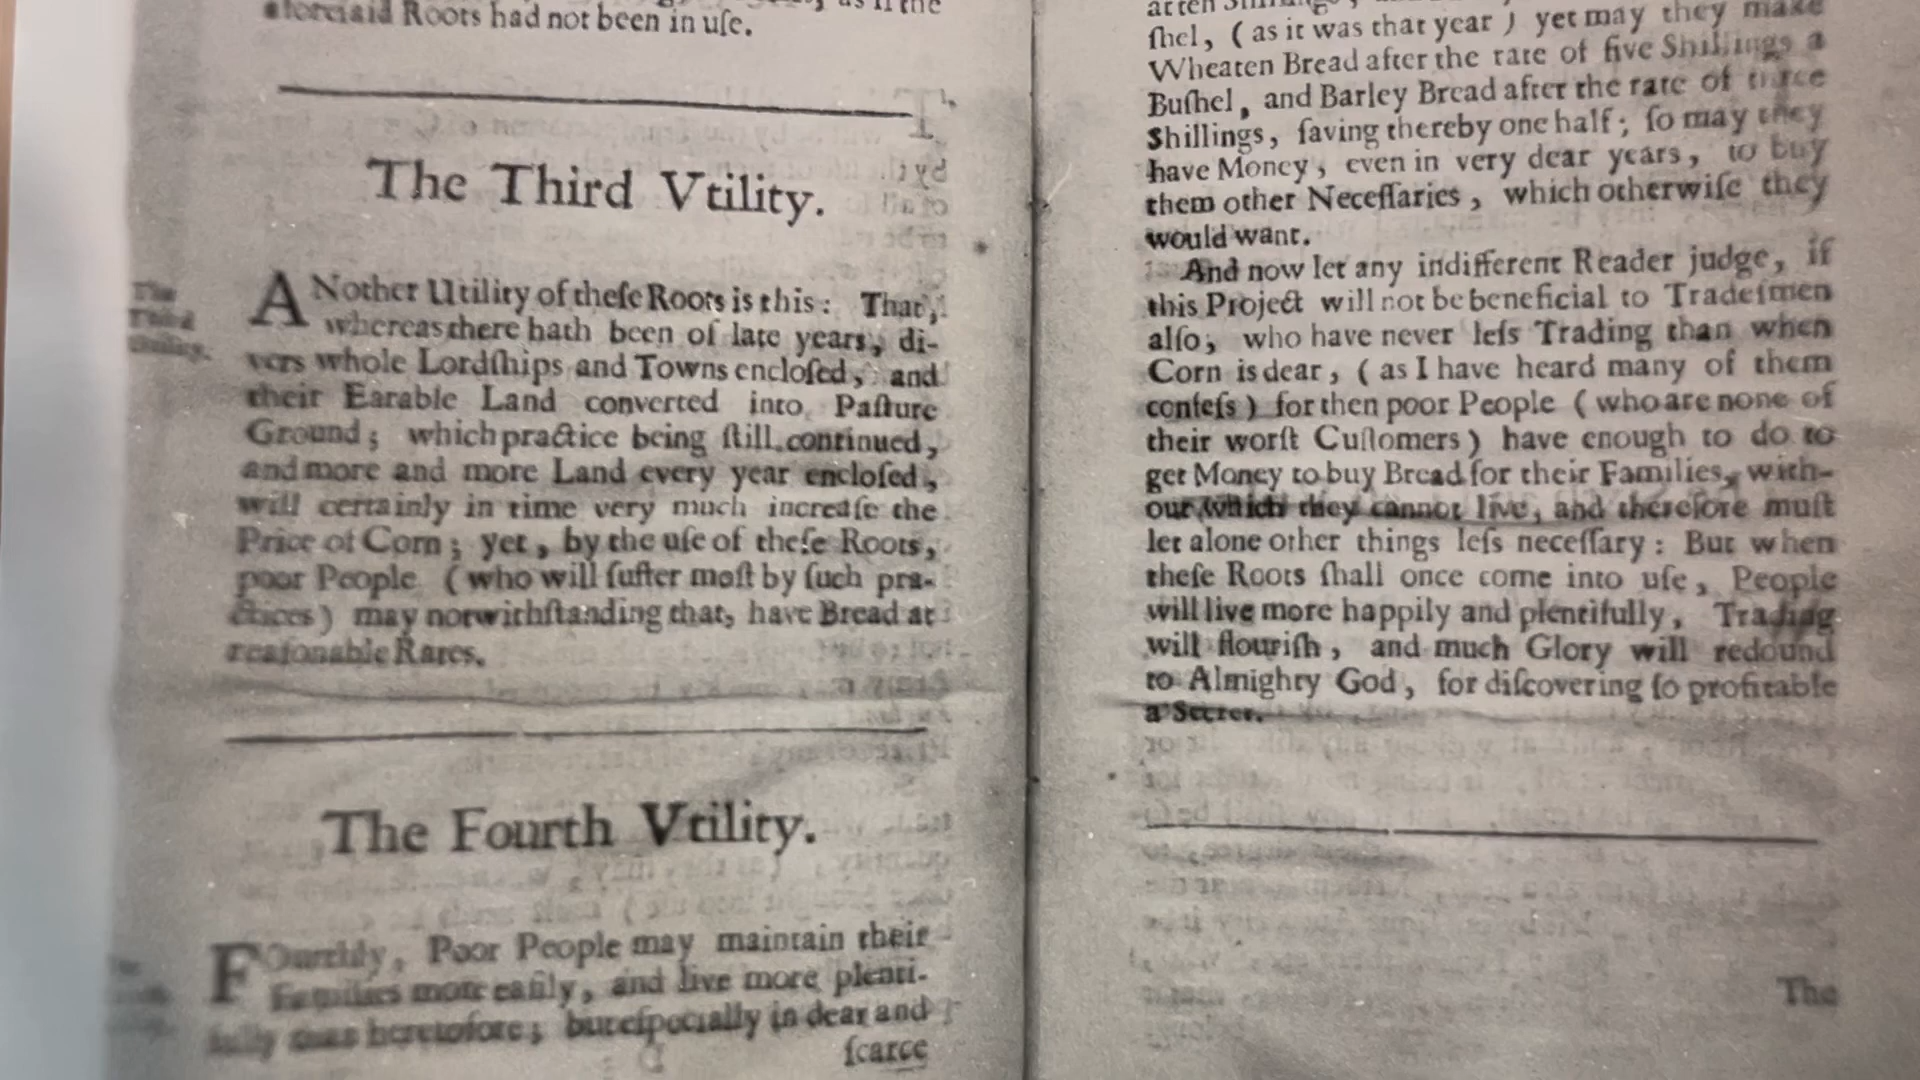 aforesaid Roots had not been in uſe.
The Third Vtility.
The
Third
Utility.
ANother Utility of theſe Roots is this: That,
whereas there hath been of late years, di-
vers whole Lordſhips and Towns encloſed, and
their Earable Land converted into Paſture
Ground; which practice being ſtill continued,
and more and more Land every year encloſed,
will certainly in time very much increaſe the
Price of Corn; yet, by the uſe of theſe Roots,
poor People (who will ſuffer moſt by ſuch pra-
ctices) may notwithſtanding that, have Bread at
reaſonable Rates.
The Fourth Vtility.
FOurthly, Poor People may maintain their
Families more eaſily, and live more plenti-
fully than heretofore; but eſpecially in dear and
ſcarce
ſhel, (as it was that year) yet may they make
Wheaten Bread after the rate of five Shillings a
Buſhel, and Barley Bread after the rate of three
Shillings, ſaving thereby one half; ſo may they
have Money, even in very dear years, to buy
them other Neceſſaries, which otherwiſe they
would want.
And now let any indifferent Reader judge, if
this Project will not be beneficial to Tradeſmen
alſo; who have never leſs Trading than when
Corn is dear, (as I have heard many of them
confeſs) for then poor People (who are none of
their worſt Cuſtomers) have enough to do to
get Money to buy Bread for their Families, with-
out which they cannot live, and therefore muſt
let alone other things leſs neceſſary: But when
theſe Roots ſhall once come into uſe, People
will live more happily and plentifully, Trading
will flouriſh, and much Glory will redound
to Almighty God, for diſcovering ſo profitable
a Secret.
The